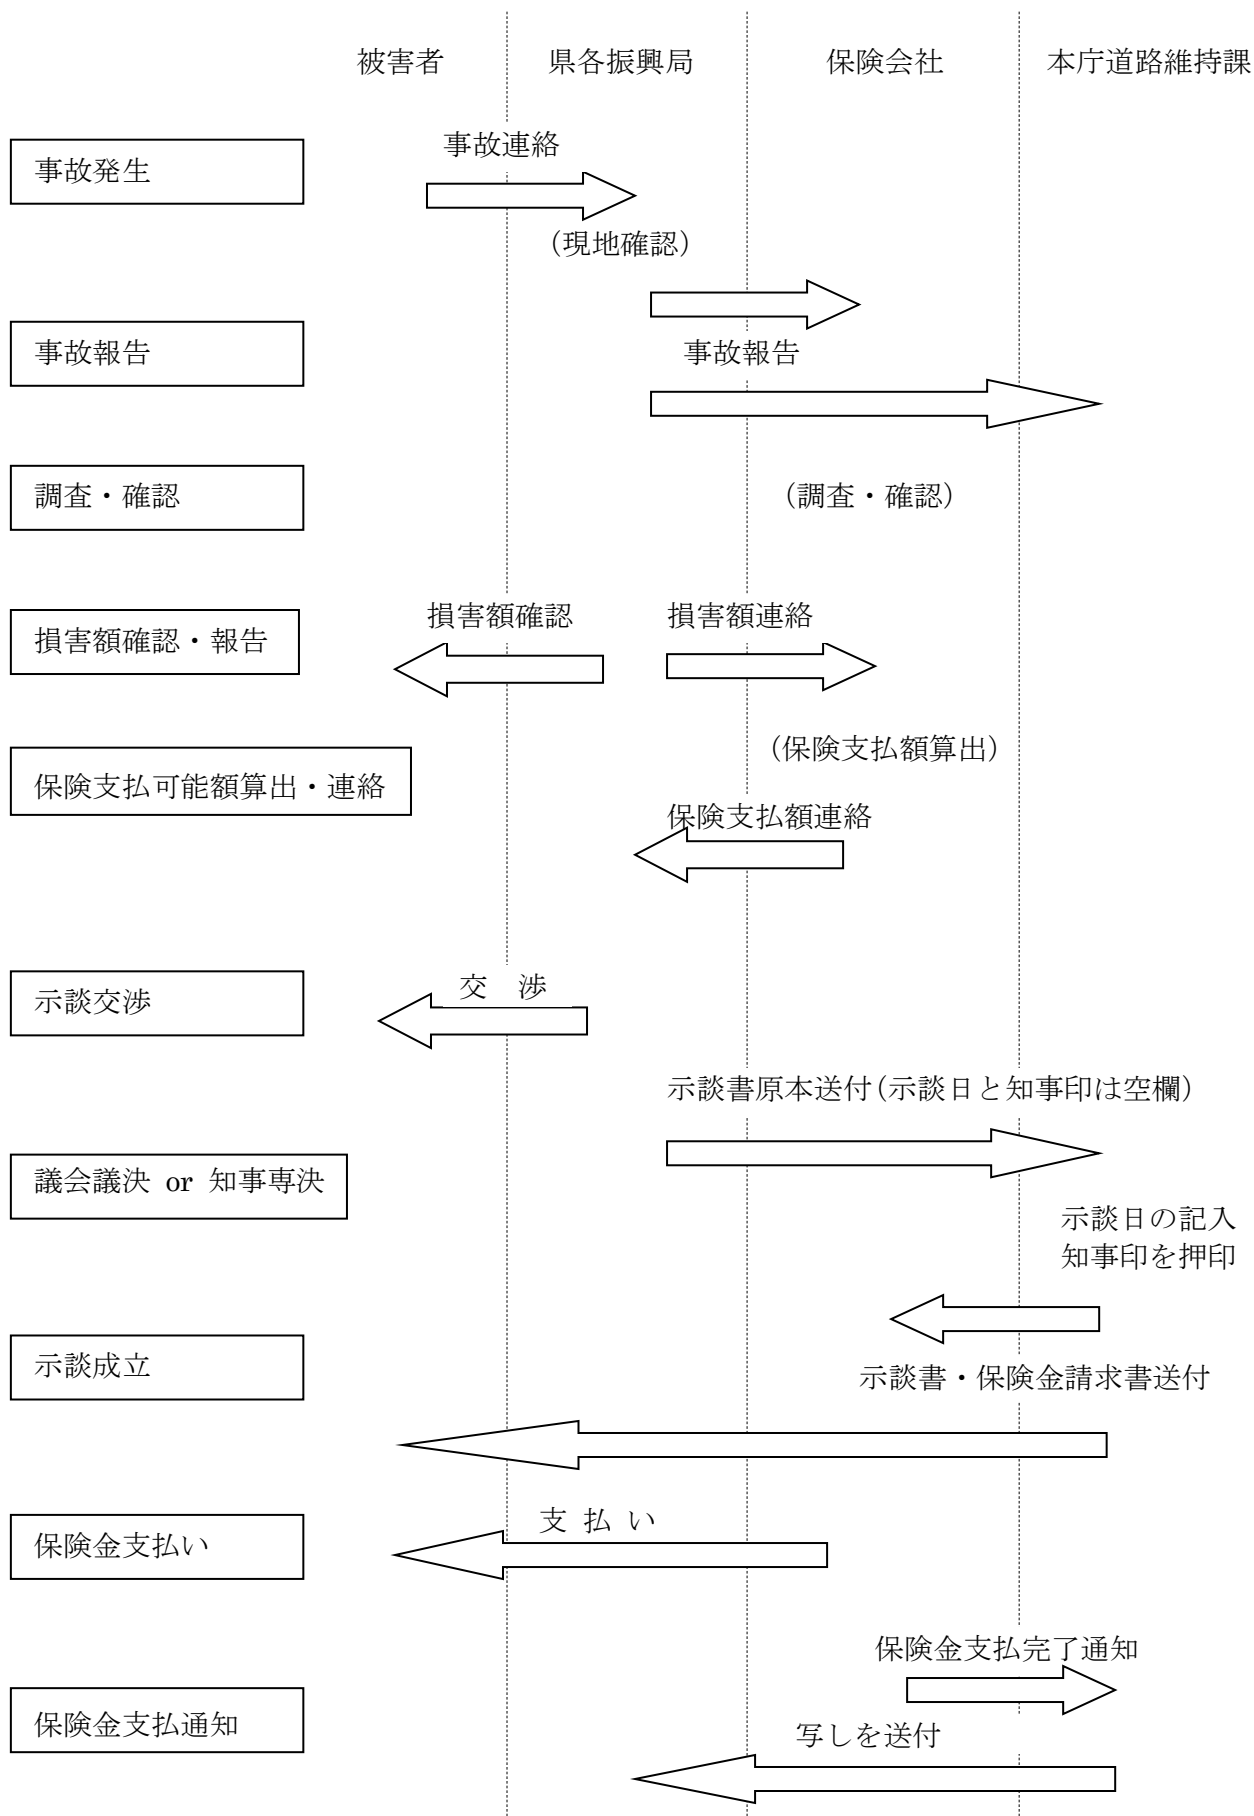 被害者
県各振興局
保険会社
本庁道路維持課
事故連絡
事故発生
(現地確認)
事故報告
事故報告
調査・確認
(調査・確認)
損害額確認
損害額連絡
損害額確認・報告
(保険支払額算出)
保険支払可能額算出・連絡
保険支払額連絡
交　渉
示談交渉
示談書原本送付(示談日と知事印は空欄)
議会議決 or 知事専決
示談日の記入
知事印を押印
示談成立
示談書・保険金請求書送付
支 払 い
保険金支払い
保険金支払完了通知
保険金支払通知
写しを送付